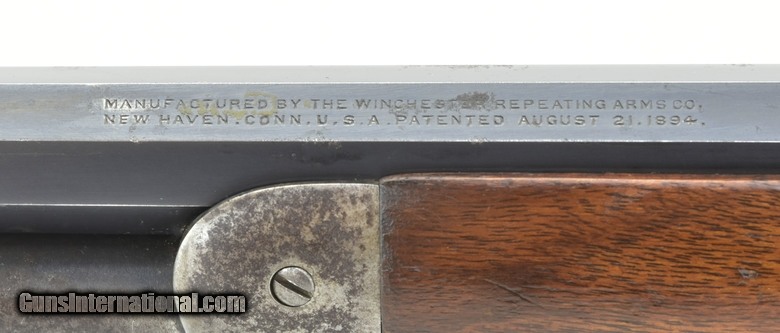 MANUFACTURED BY THE WINCHESTER REPEATING ARMS CO.
NEW HAVEN. CONN. U.S.A. PATENTED AUGUST 21.1894.
GunsInternational.com